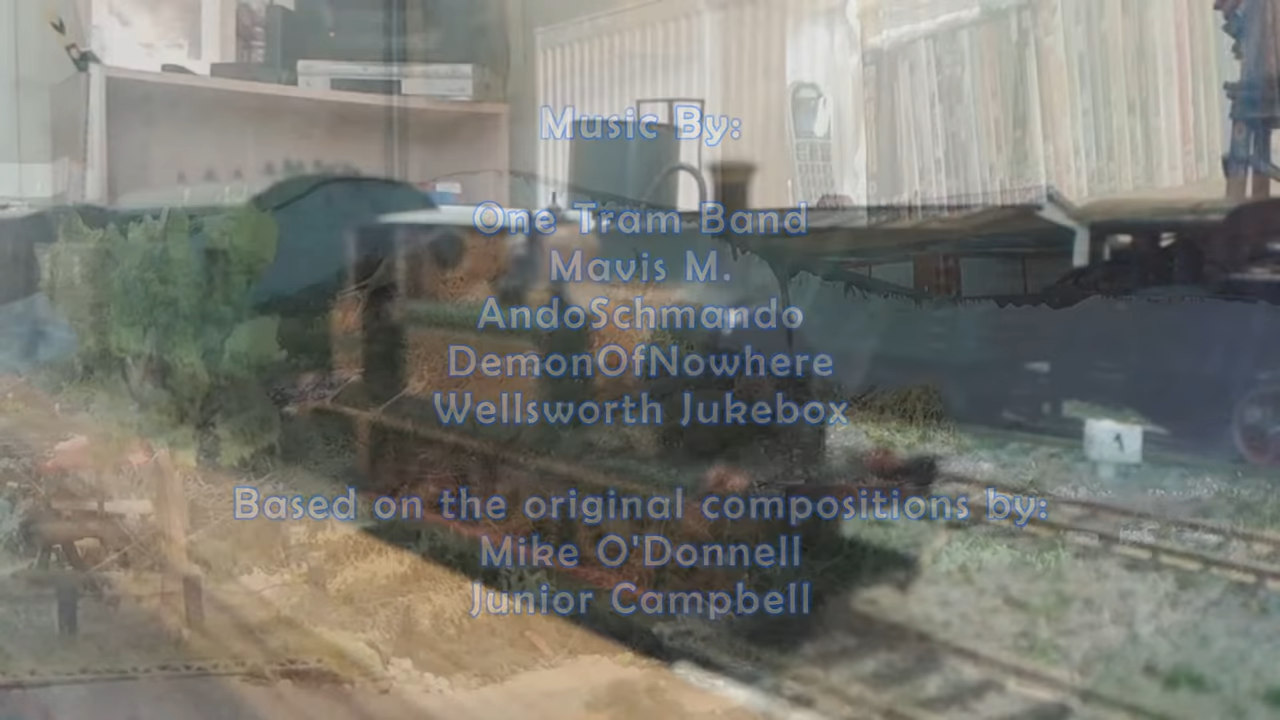 Music By:
One Tram Band
Mavis M.
AndoSchmando
DemonOfNowhere
Wellsworth Jukebox
Based on the original compositions by:
Mike O'Donnell
Junior Campbell
1